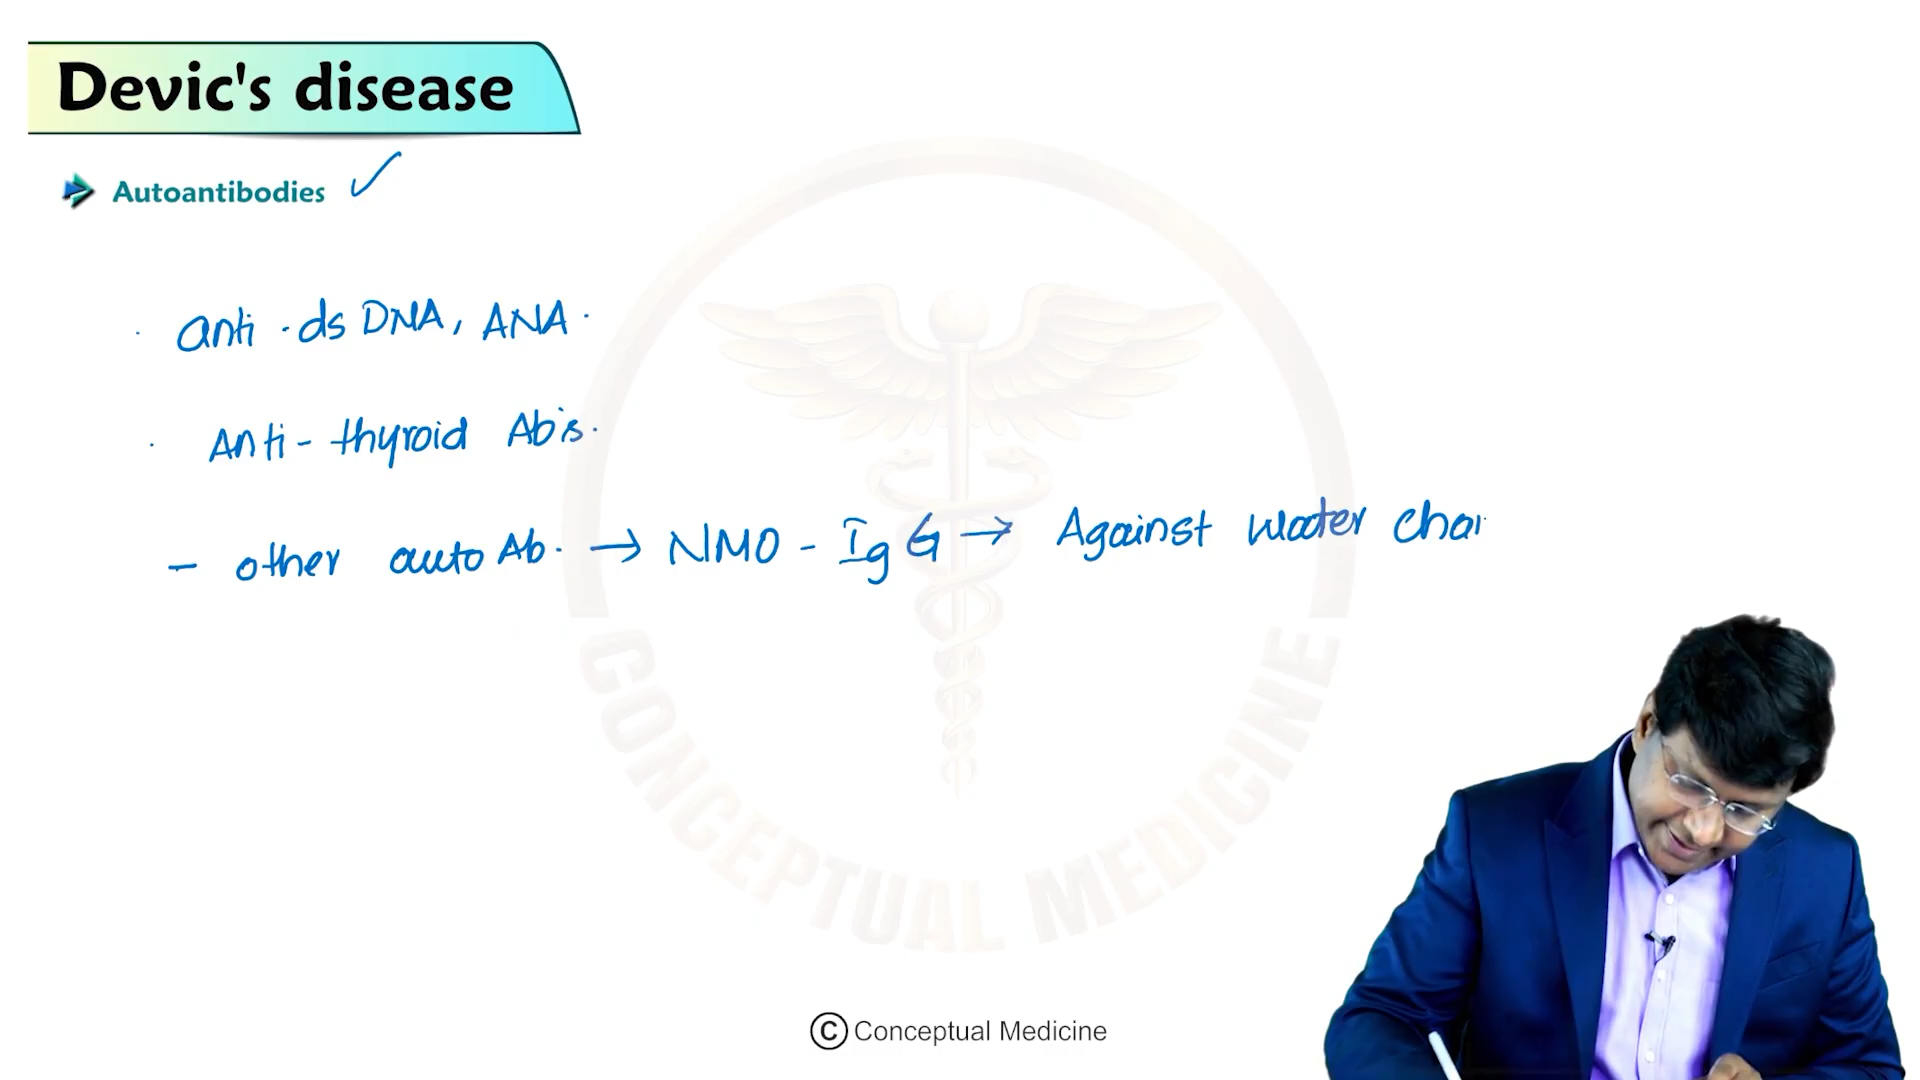 Devic's disease
Autoantibodies
Anti - ds DNA, ANA.
Anti - thyroid Ab's.
- other auto Ab. → NMO - IgG → Against water chan
CONCEPTUAL MEDICINE
© Conceptual Medicine